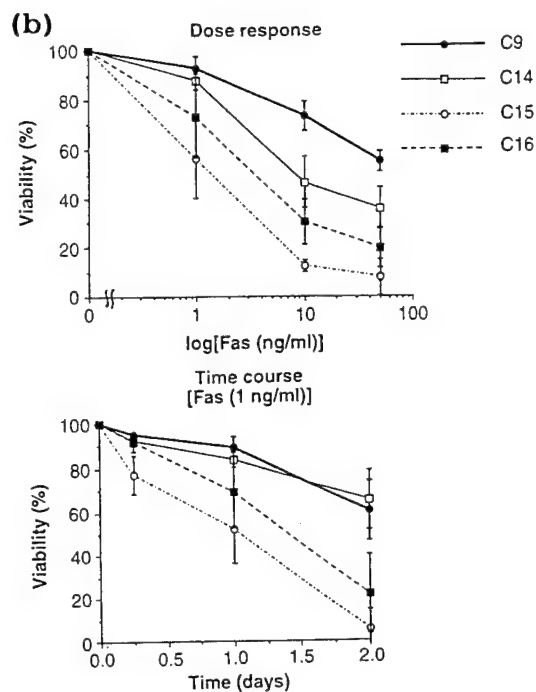 (b)
Dose response
C9
C14
C15
C16
Viability (%)
100
80
60
40
20
0
0 1 10 100
log[Fas (ng/ml)]
Time course
[Fas (1 ng/ml)]
Viability (%)
100
80
60
40
20
0
0.0 0.5 1.0 1.5 2.0
Time (days)